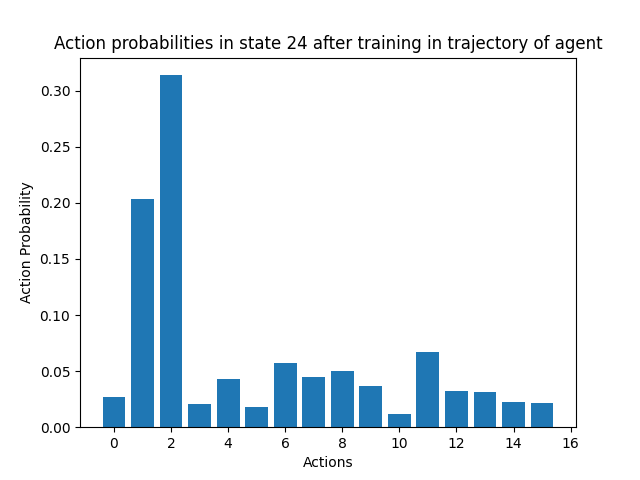 Action probabilities in state 24 after training in trajectory of agent
0.30
0.25
0.20
0.15
0.10
0.05
0.00
Action Probability
0 2 4 6 8 10 12 14 16
Actions